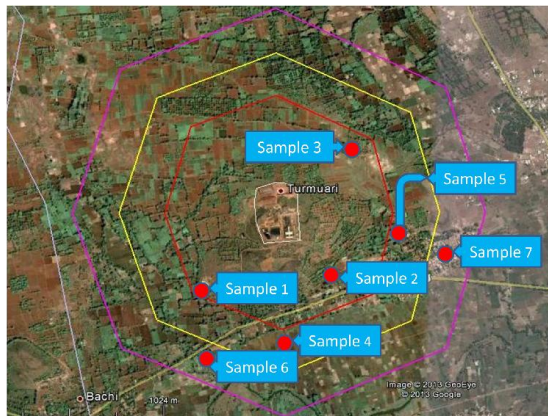 Sample 3
Sample 5
Turmuari
Sample 7
Sample 2
Sample 1
Sample 4
Sample 6
Image © 2013 GeoEye
© 2013 Google
Bachi
1024 m